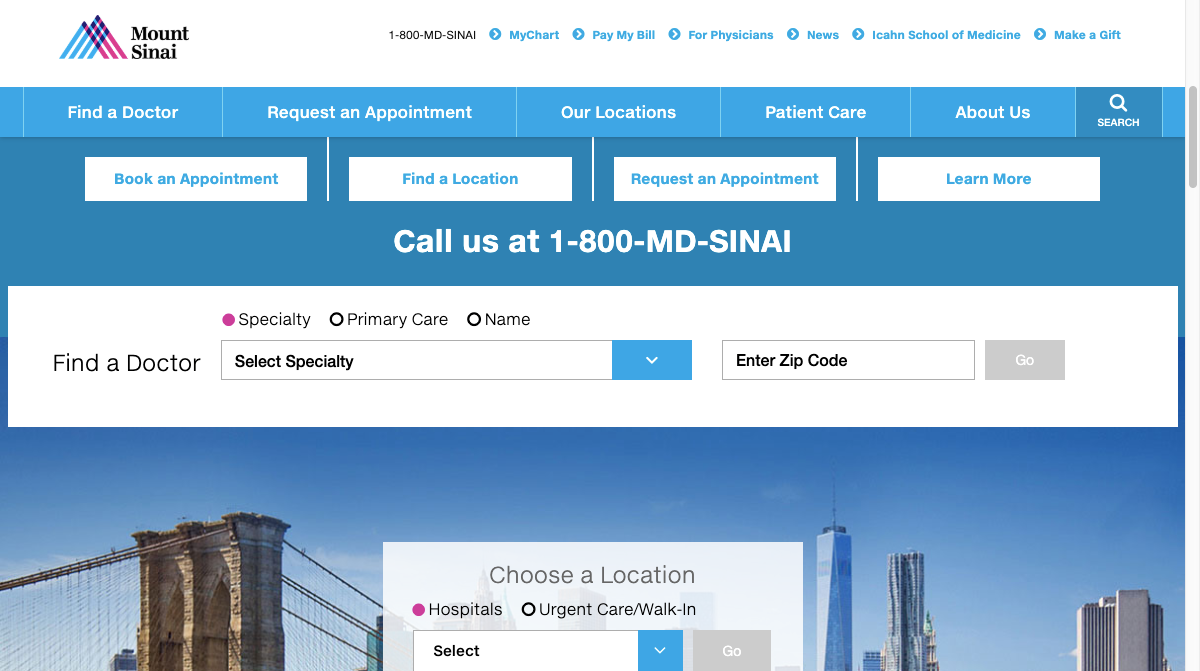 Mount
Sinai
1-800-MD-SINAI MyChart Pay My Bill For Physicians News Icahn School of Medicine Make a Gift
Find a Doctor Request an Appointment Our Locations Patient Care About Us SEARCH
Book an Appointment Find a Location Request an Appointment Learn More
Call us at 1-800-MD-SINAI
Specialty Primary Care Name
Find a Doctor Select Specialty Enter Zip Code Go
Choose a Location
Hospitals Urgent Care/Walk-In
Select Go